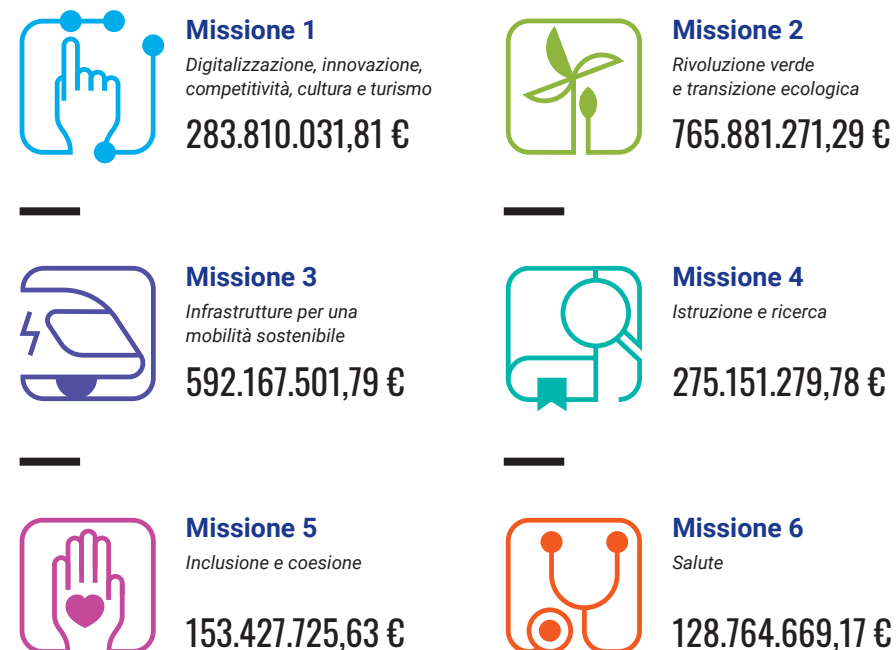 Missione 1
Digitalizzazione, innovazione,
competitività, cultura e turismo
283.810.031,81 €
Missione 2
Rivoluzione verde
e transizione ecologica
765.881.271,29 €
Missione 3
Infrastrutture per una
mobilità sostenibile
592.167.501,79 €
Missione 4
Istruzione e ricerca
275.151.279,78 €
Missione 5
Inclusione e coesione
153.427.725,63 €
Missione 6
Salute
128.764.669,17 €